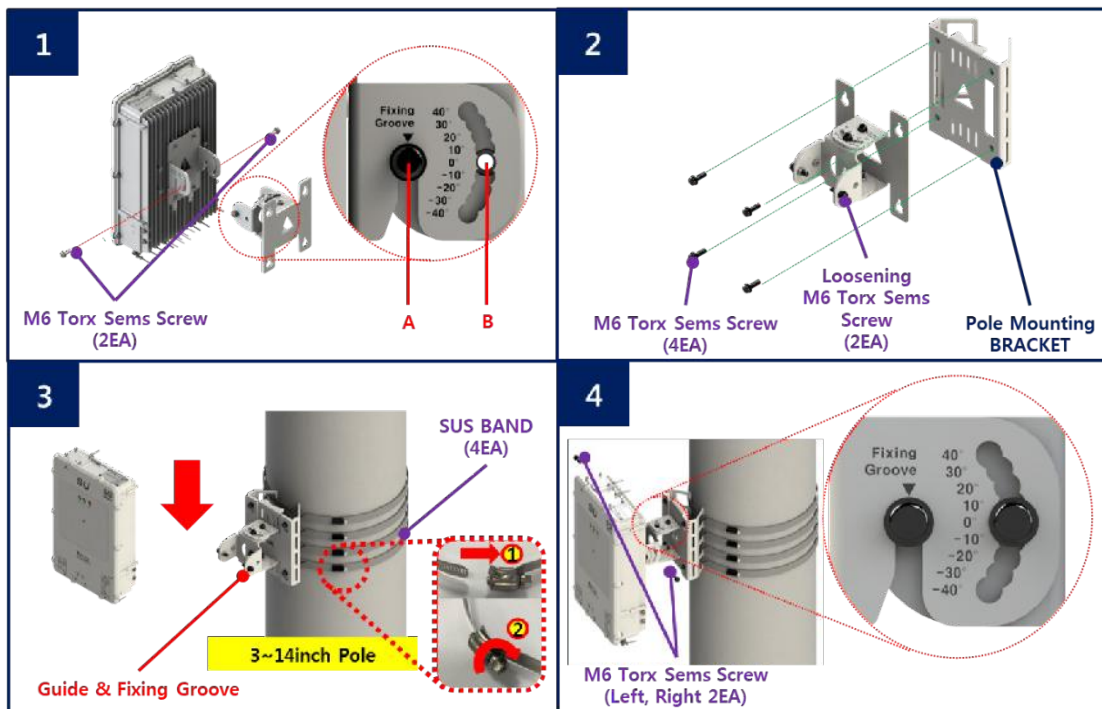 1
Fixing
Groove
40°
30°
20°
10°
0°
-10°
-20°
-30°
-40°
M6 Torx Sems Screw
(2EA)
A
B
2
M6 Torx Sems Screw
(4EA)
Loosening
M6 Torx Sems
Screw
(2EA)
Pole Mounting
BRACKET
3
SUS BAND
(4EA)
1
2
3~14inch Pole
Guide & Fixing Groove
4
Fixing
Groove
40°
30°
20°
10°
0°
-10°
-20°
-30°
-40°
M6 Torx Sems Screw
(Left, Right 2EA)